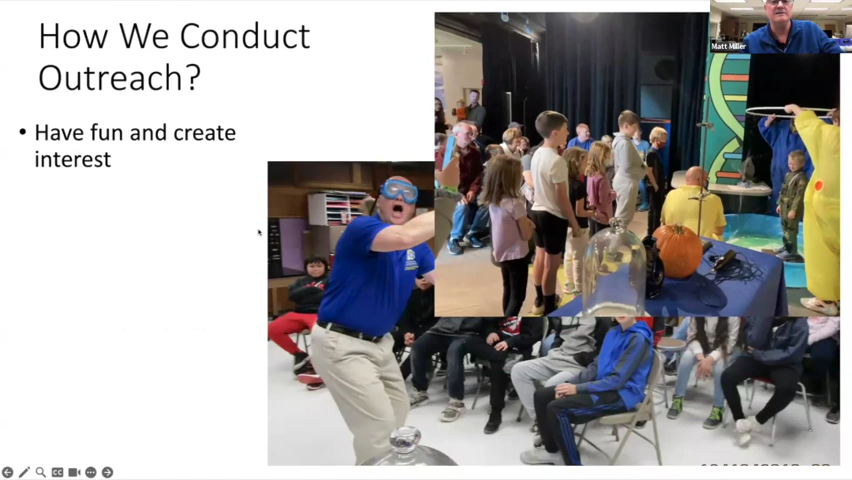 How We Conduct
Outreach?
• Have fun and create
interest
Matt Miller